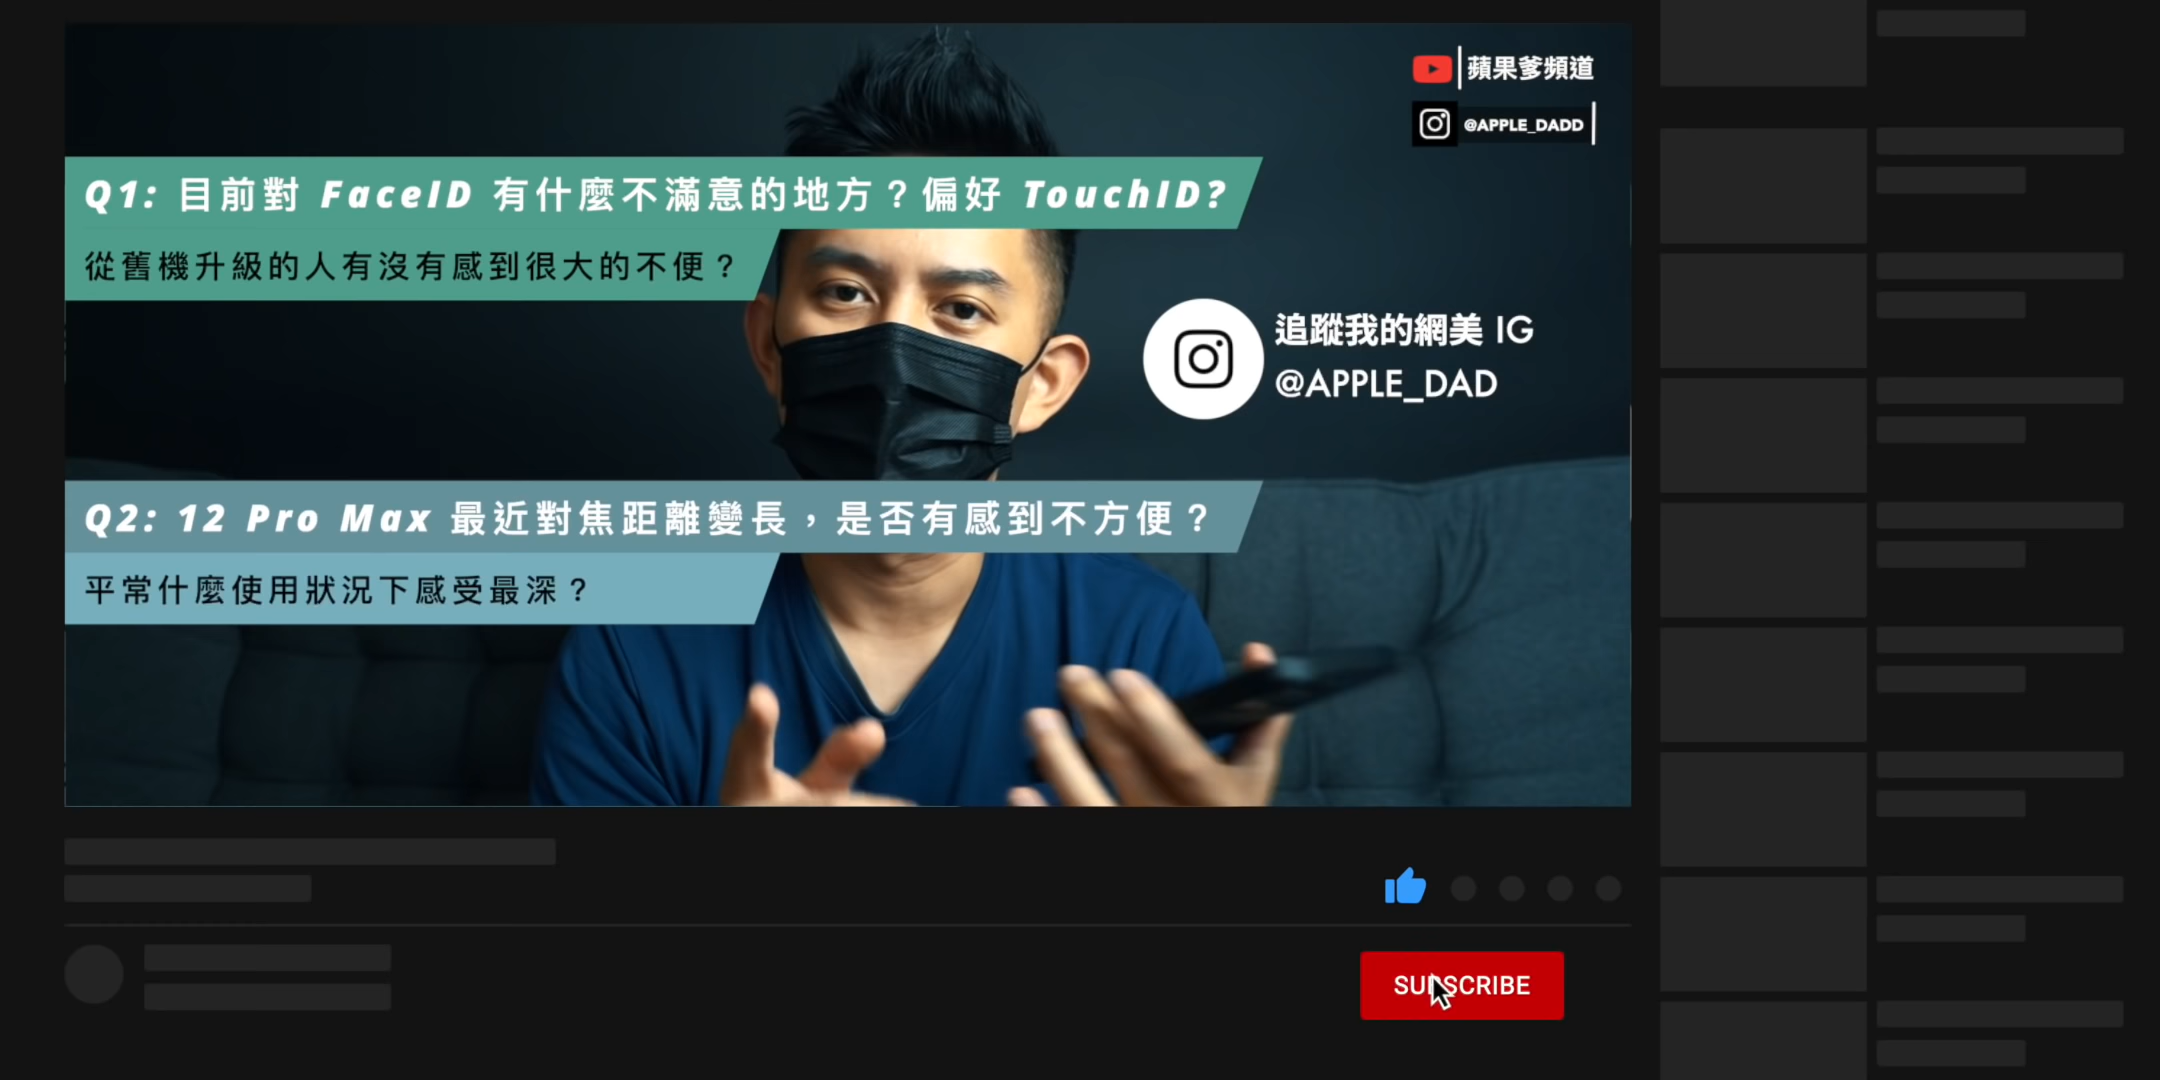 蘋果爹頻道
@APPLE_DADD
Q1: 目前對 FaceID 有什麼不滿意的地方？偏好 TouchID?
從舊機升級的人有沒有感到很大的不便？
追蹤我的網美 IG
@APPLE_DAD
Q2: 12 Pro Max 最近對焦距離變長，是否有感到不方便？
平常什麼使用狀況下感受最深？
SUBSCRIBE